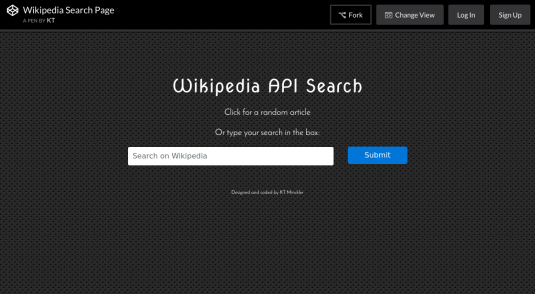 Wikipedia Search Page
A PEN BY KT
Fork
Change View
Log In
Sign Up
Wikipedia API Search
Click for a random article
Or type your search in the box:
Search on Wikipedia
Submit
Designed and coded by KT Minckler